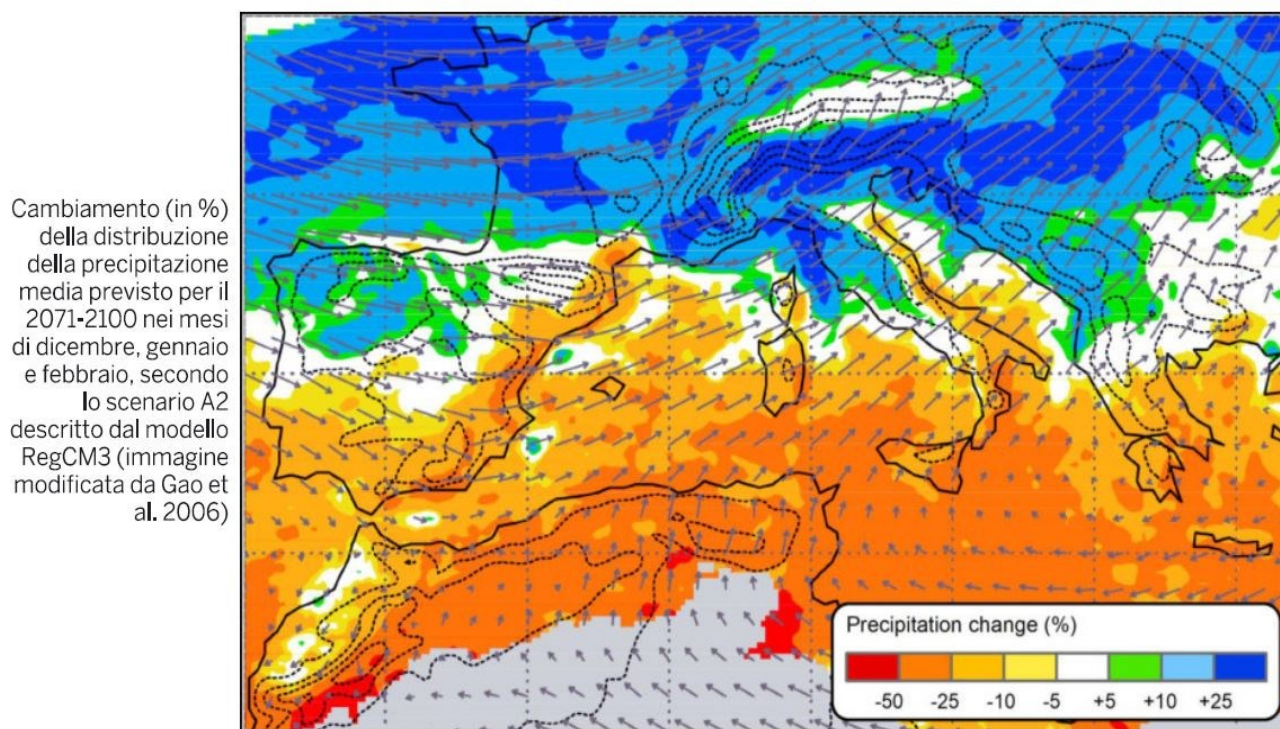 Cambiamento (in %)
della distribuzione
della precipitazione
media previsto per il
2071-2100 nei mesi
di dicembre, gennaio
e febbraio, secondo
lo scenario A2
descritto dal modello
RegCM3 (immagine
modificata da Gao et
al. 2006)
Precipitation change (%)
-50 -25 -10 -5 +5 +10 +25